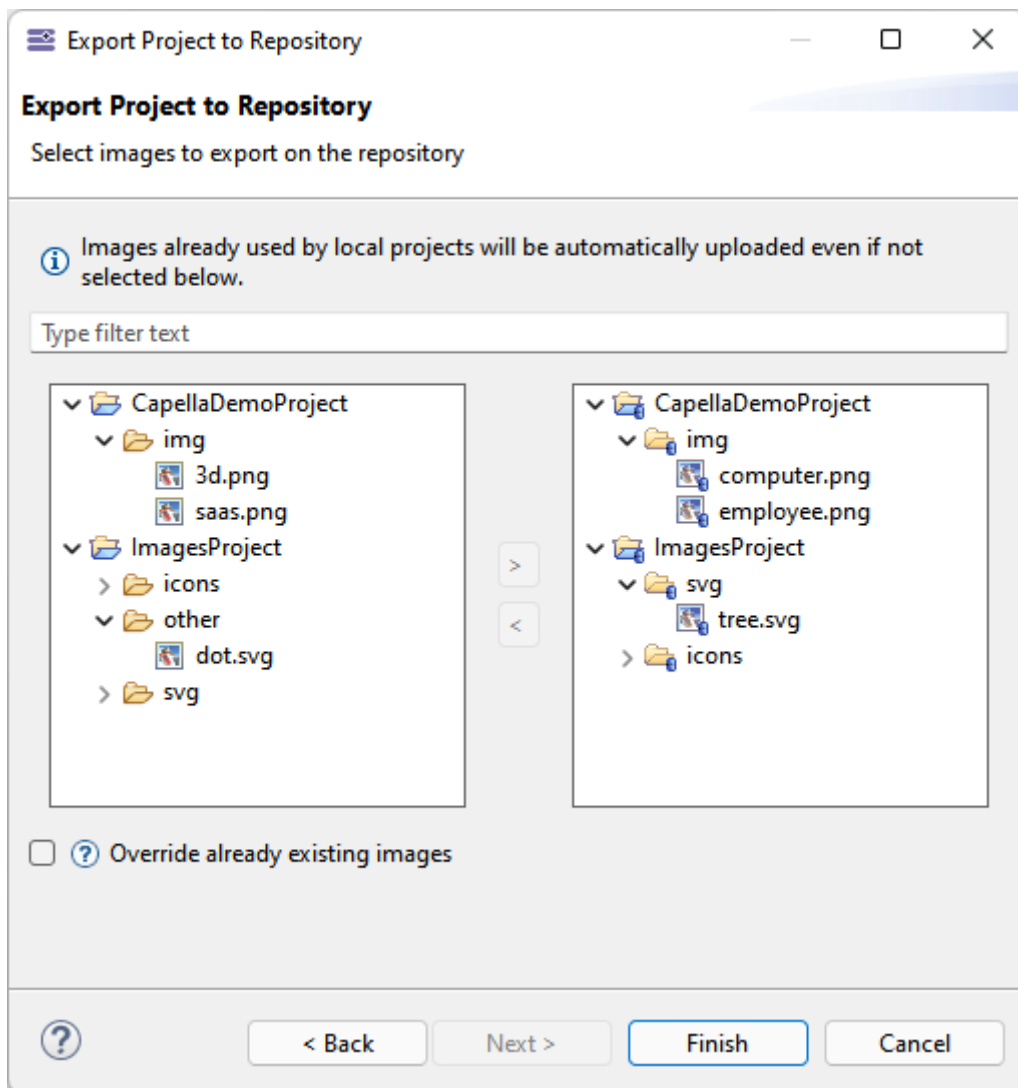 Export Project to Repository
Export Project to Repository
Select images to export on the repository
Images already used by local projects will be automatically uploaded even if not
selected below.
Type filter text
CapellaDemoProject
img
3d.png
saas.png
ImagesProject
icons
other
dot.svg
svg
>
<
CapellaDemoProject
img
computer.png
employee.png
ImagesProject
svg
tree.svg
icons
Override already existing images
< Back
Next >
Finish
Cancel